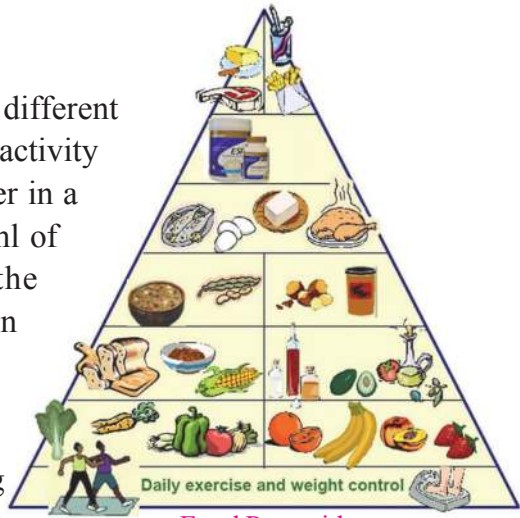 different
activity
er in a
nl of
the
n
g
Daily exercise and weight control